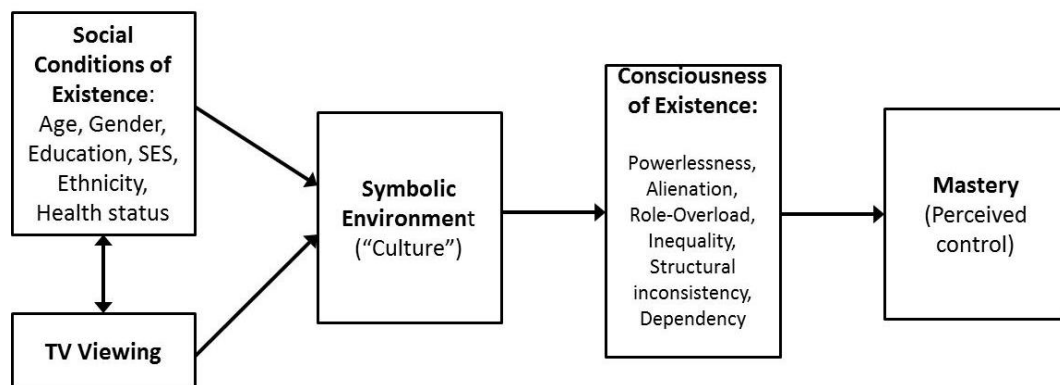 Social
Conditions of
Existence:
Age, Gender,
Education, SES,
Ethnicity,
Health status
TV Viewing
Symbolic
Environment
(“Culture”)
Consciousness
of Existence:
Powerlessness,
Alienation,
Role-Overload,
Inequality,
Structural
inconsistency,
Dependency
Mastery
(Perceived
control)